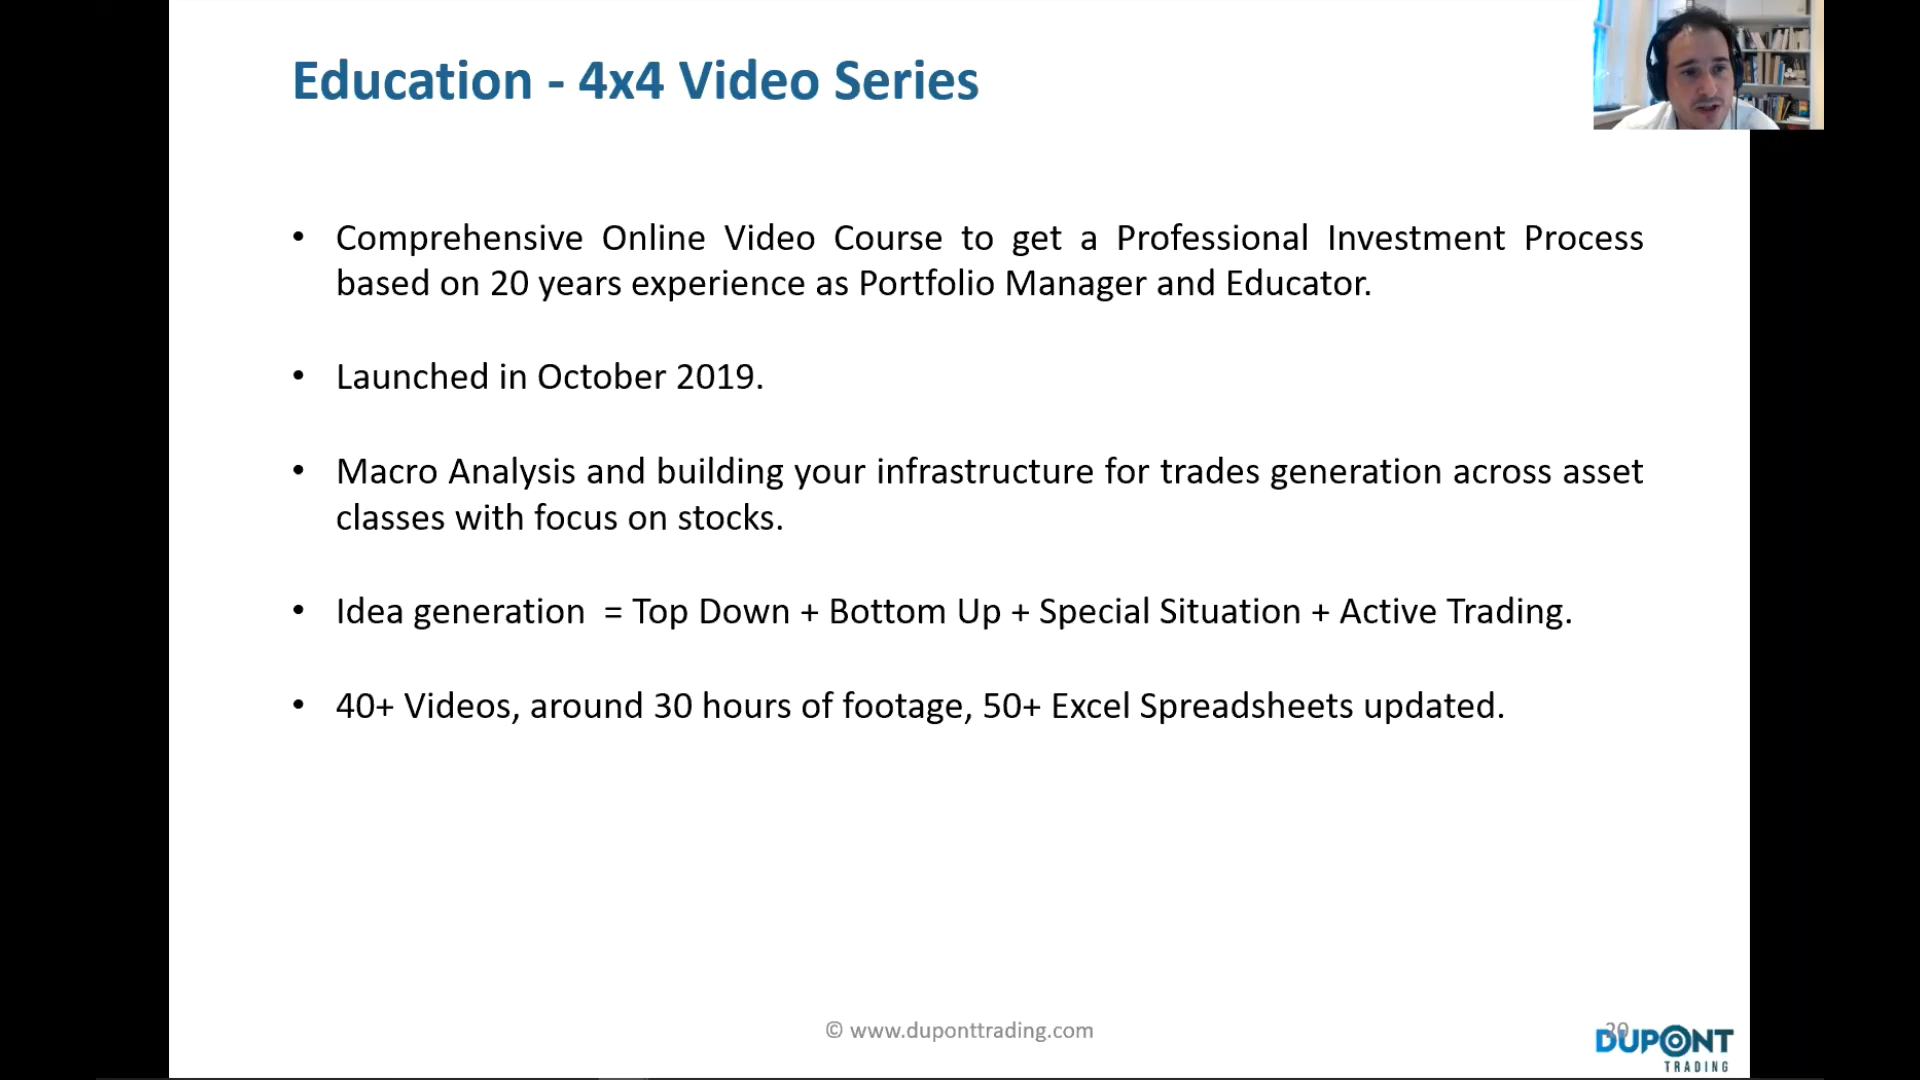 Education - 4x4 Video Series
• Comprehensive Online Video Course to get a Professional Investment Process
based on 20 years experience as Portfolio Manager and Educator.
• Launched in October 2019.
• Macro Analysis and building your infrastructure for trades generation across asset
classes with focus on stocks.
• Idea generation = Top Down + Bottom Up + Special Situation + Active Trading.
• 40+ Videos, around 30 hours of footage, 50+ Excel Spreadsheets updated.
© www.duponttrading.com
DUPONT
TRADING